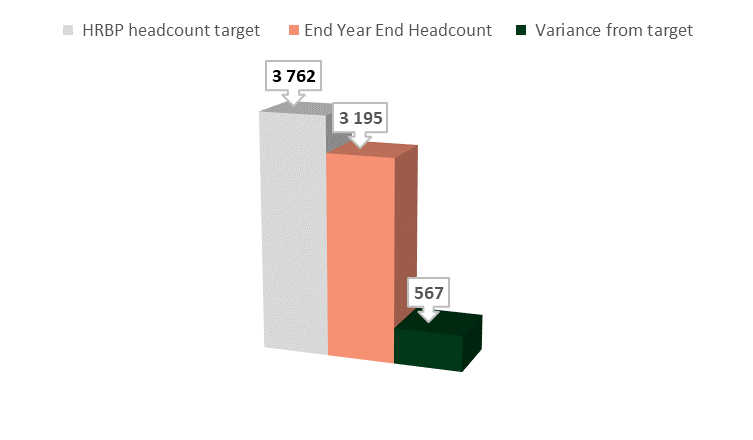 HRBP headcount target End Year End Headcount Variance from target
3 762
3 195
567